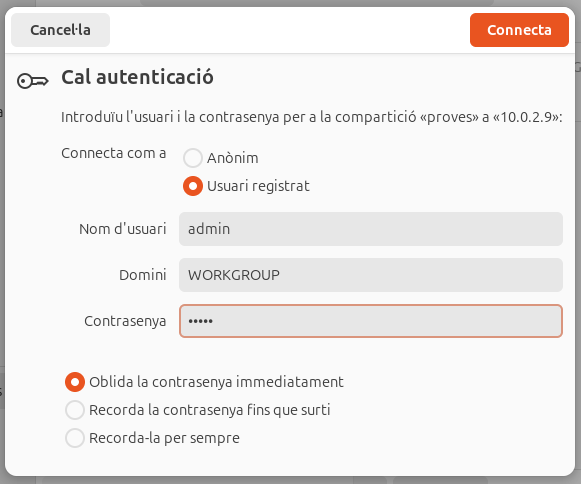 Cancel·la
Connecta
Cal autenticació
Introduïu l'usuari i la contrasenya per a la compartició «proves» a «10.0.2.9»:
Connecta com a
Anònim
Usuari registrat
Nom d'usuari
admin
Domini
WORKGROUP
Contrasenya
•••••
Oblida la contrasenya immediatament
Recorda la contrasenya fins que surti
Recorda-la per sempre